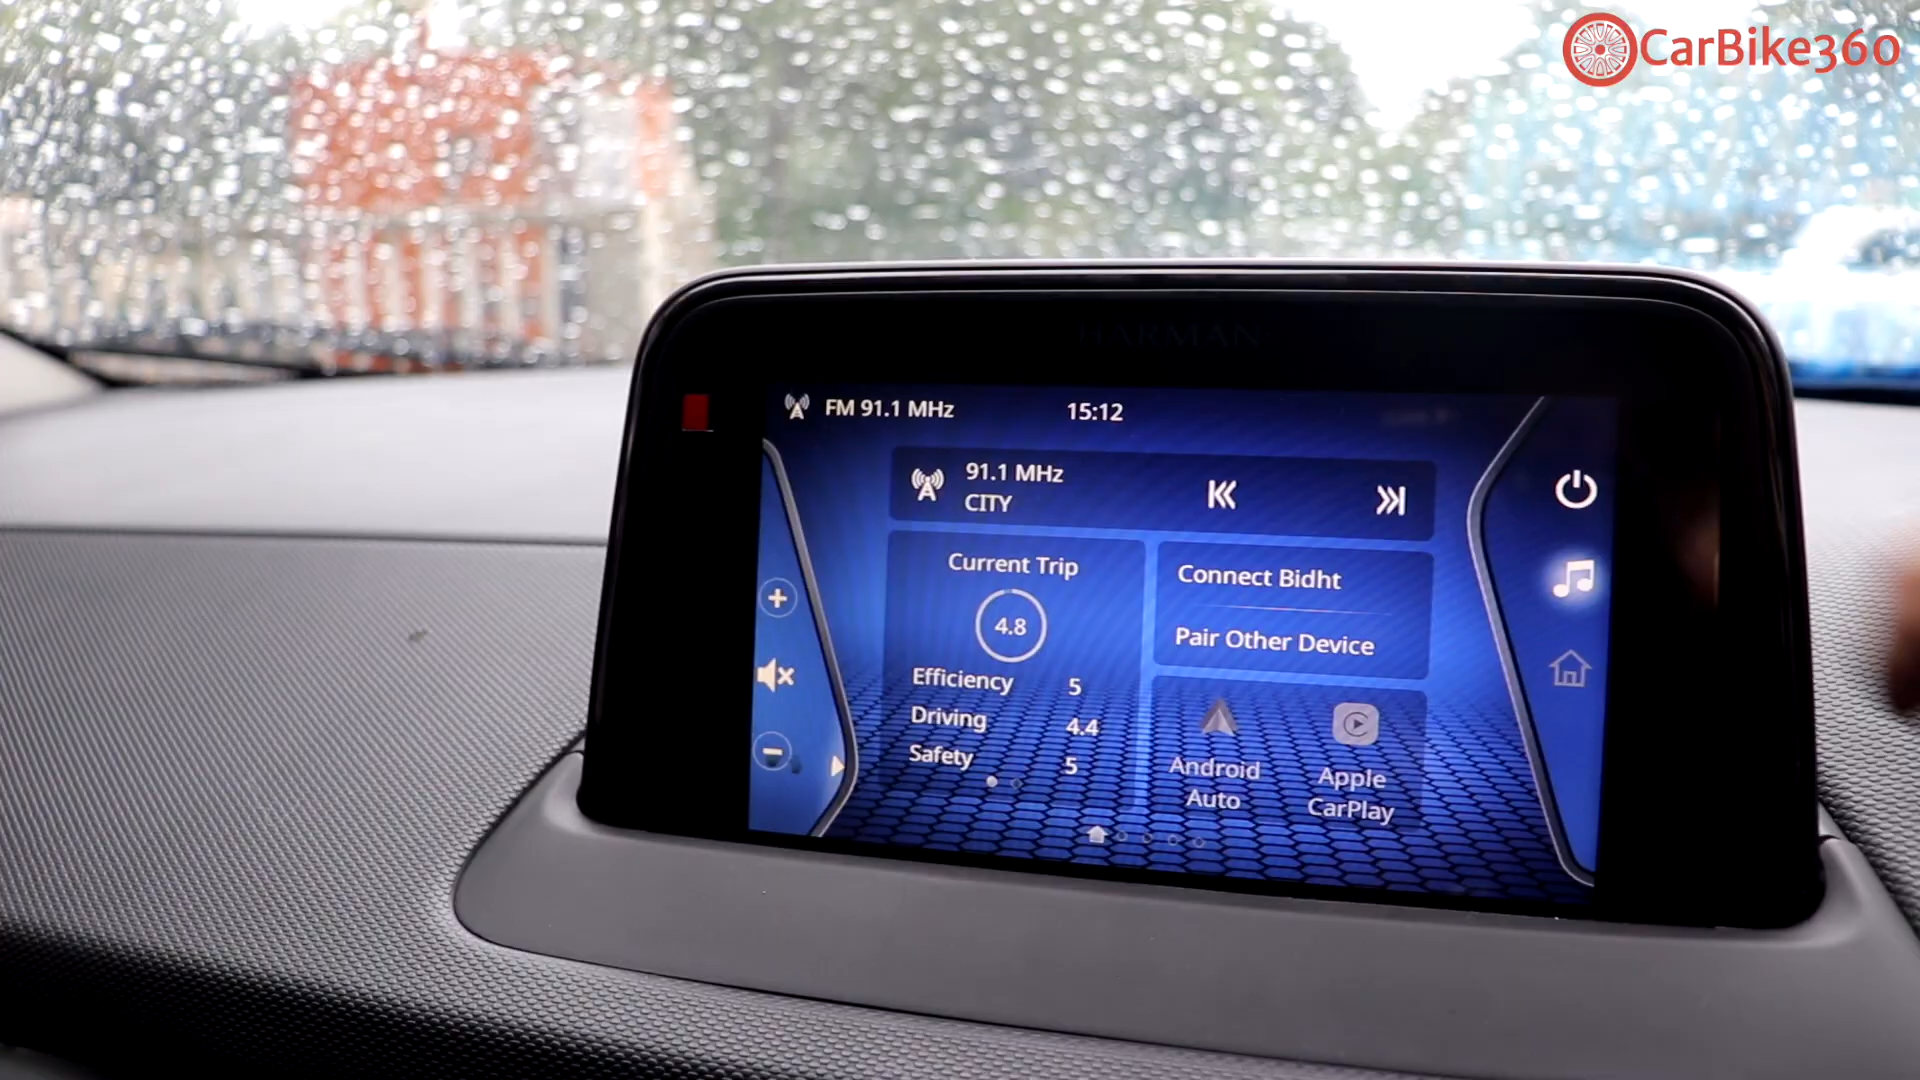 CarBike360
HARMAN
FM 91.1 MHz
15:12
91.1 MHz
CITY
Current Trip
4.8
Efficiency 5
Driving 4.4
Safety 5
Connect Bidht
Pair Other Device
Android
Auto
Apple
CarPlay